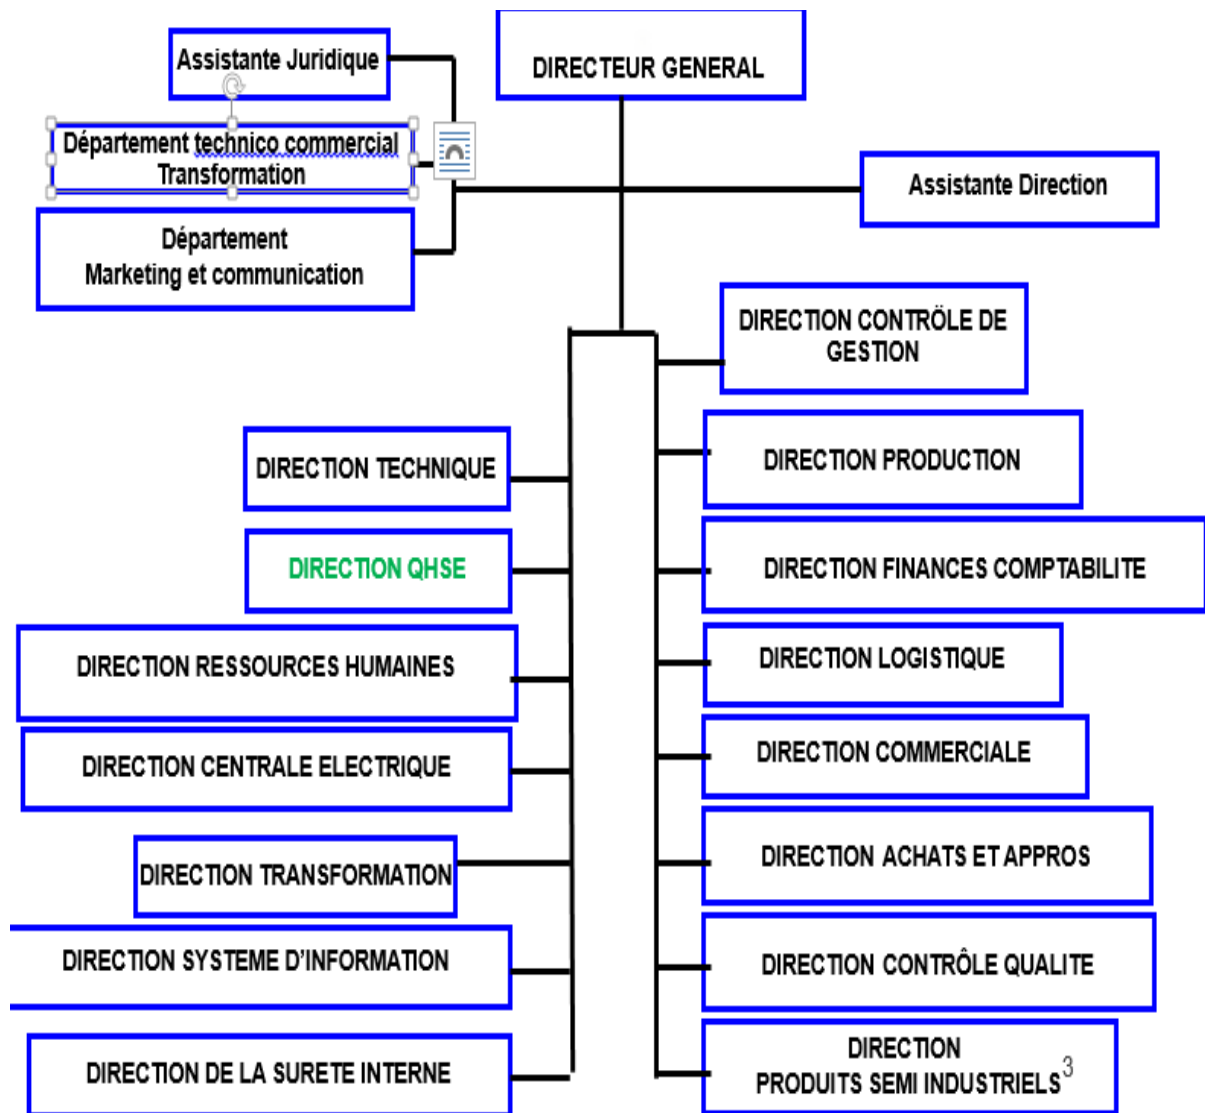 DIRECTEUR GENERAL
Assistante Juridique
Département technico commercial
Transformation
Assistante Direction
Département
Marketing et communication
DIRECTION CONTRÖLE DE
GESTION
DIRECTION TECHNIQUE
DIRECTION PRODUCTION
DIRECTION QHSE
DIRECTION FINANCES COMPTABILITE
DIRECTION RESSOURCES HUMAINES
DIRECTION LOGISTIQUE
DIRECTION CENTRALE ELECTRIQUE
DIRECTION COMMERCIALE
DIRECTION TRANSFORMATION
DIRECTION ACHATS ET APPROS
DIRECTION SYSTEME D’INFORMATION
DIRECTION CONTRÔLE QUALITE
DIRECTION DE LA SURETE INTERNE
DIRECTION
PRODUITS SEMI INDUSTRIELS
3